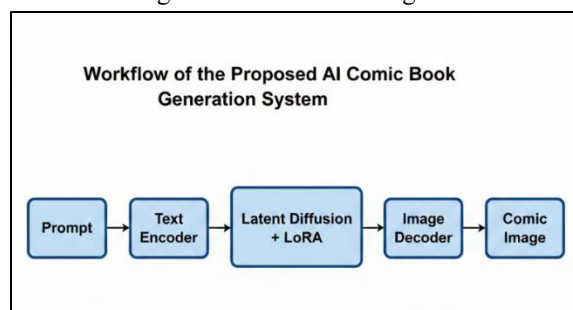 Workflow of the Proposed AI Comic Book
Generation System
Prompt
Text
Encoder
Latent Diffusion
+ LoRA
Image
Decoder
Comic
Image